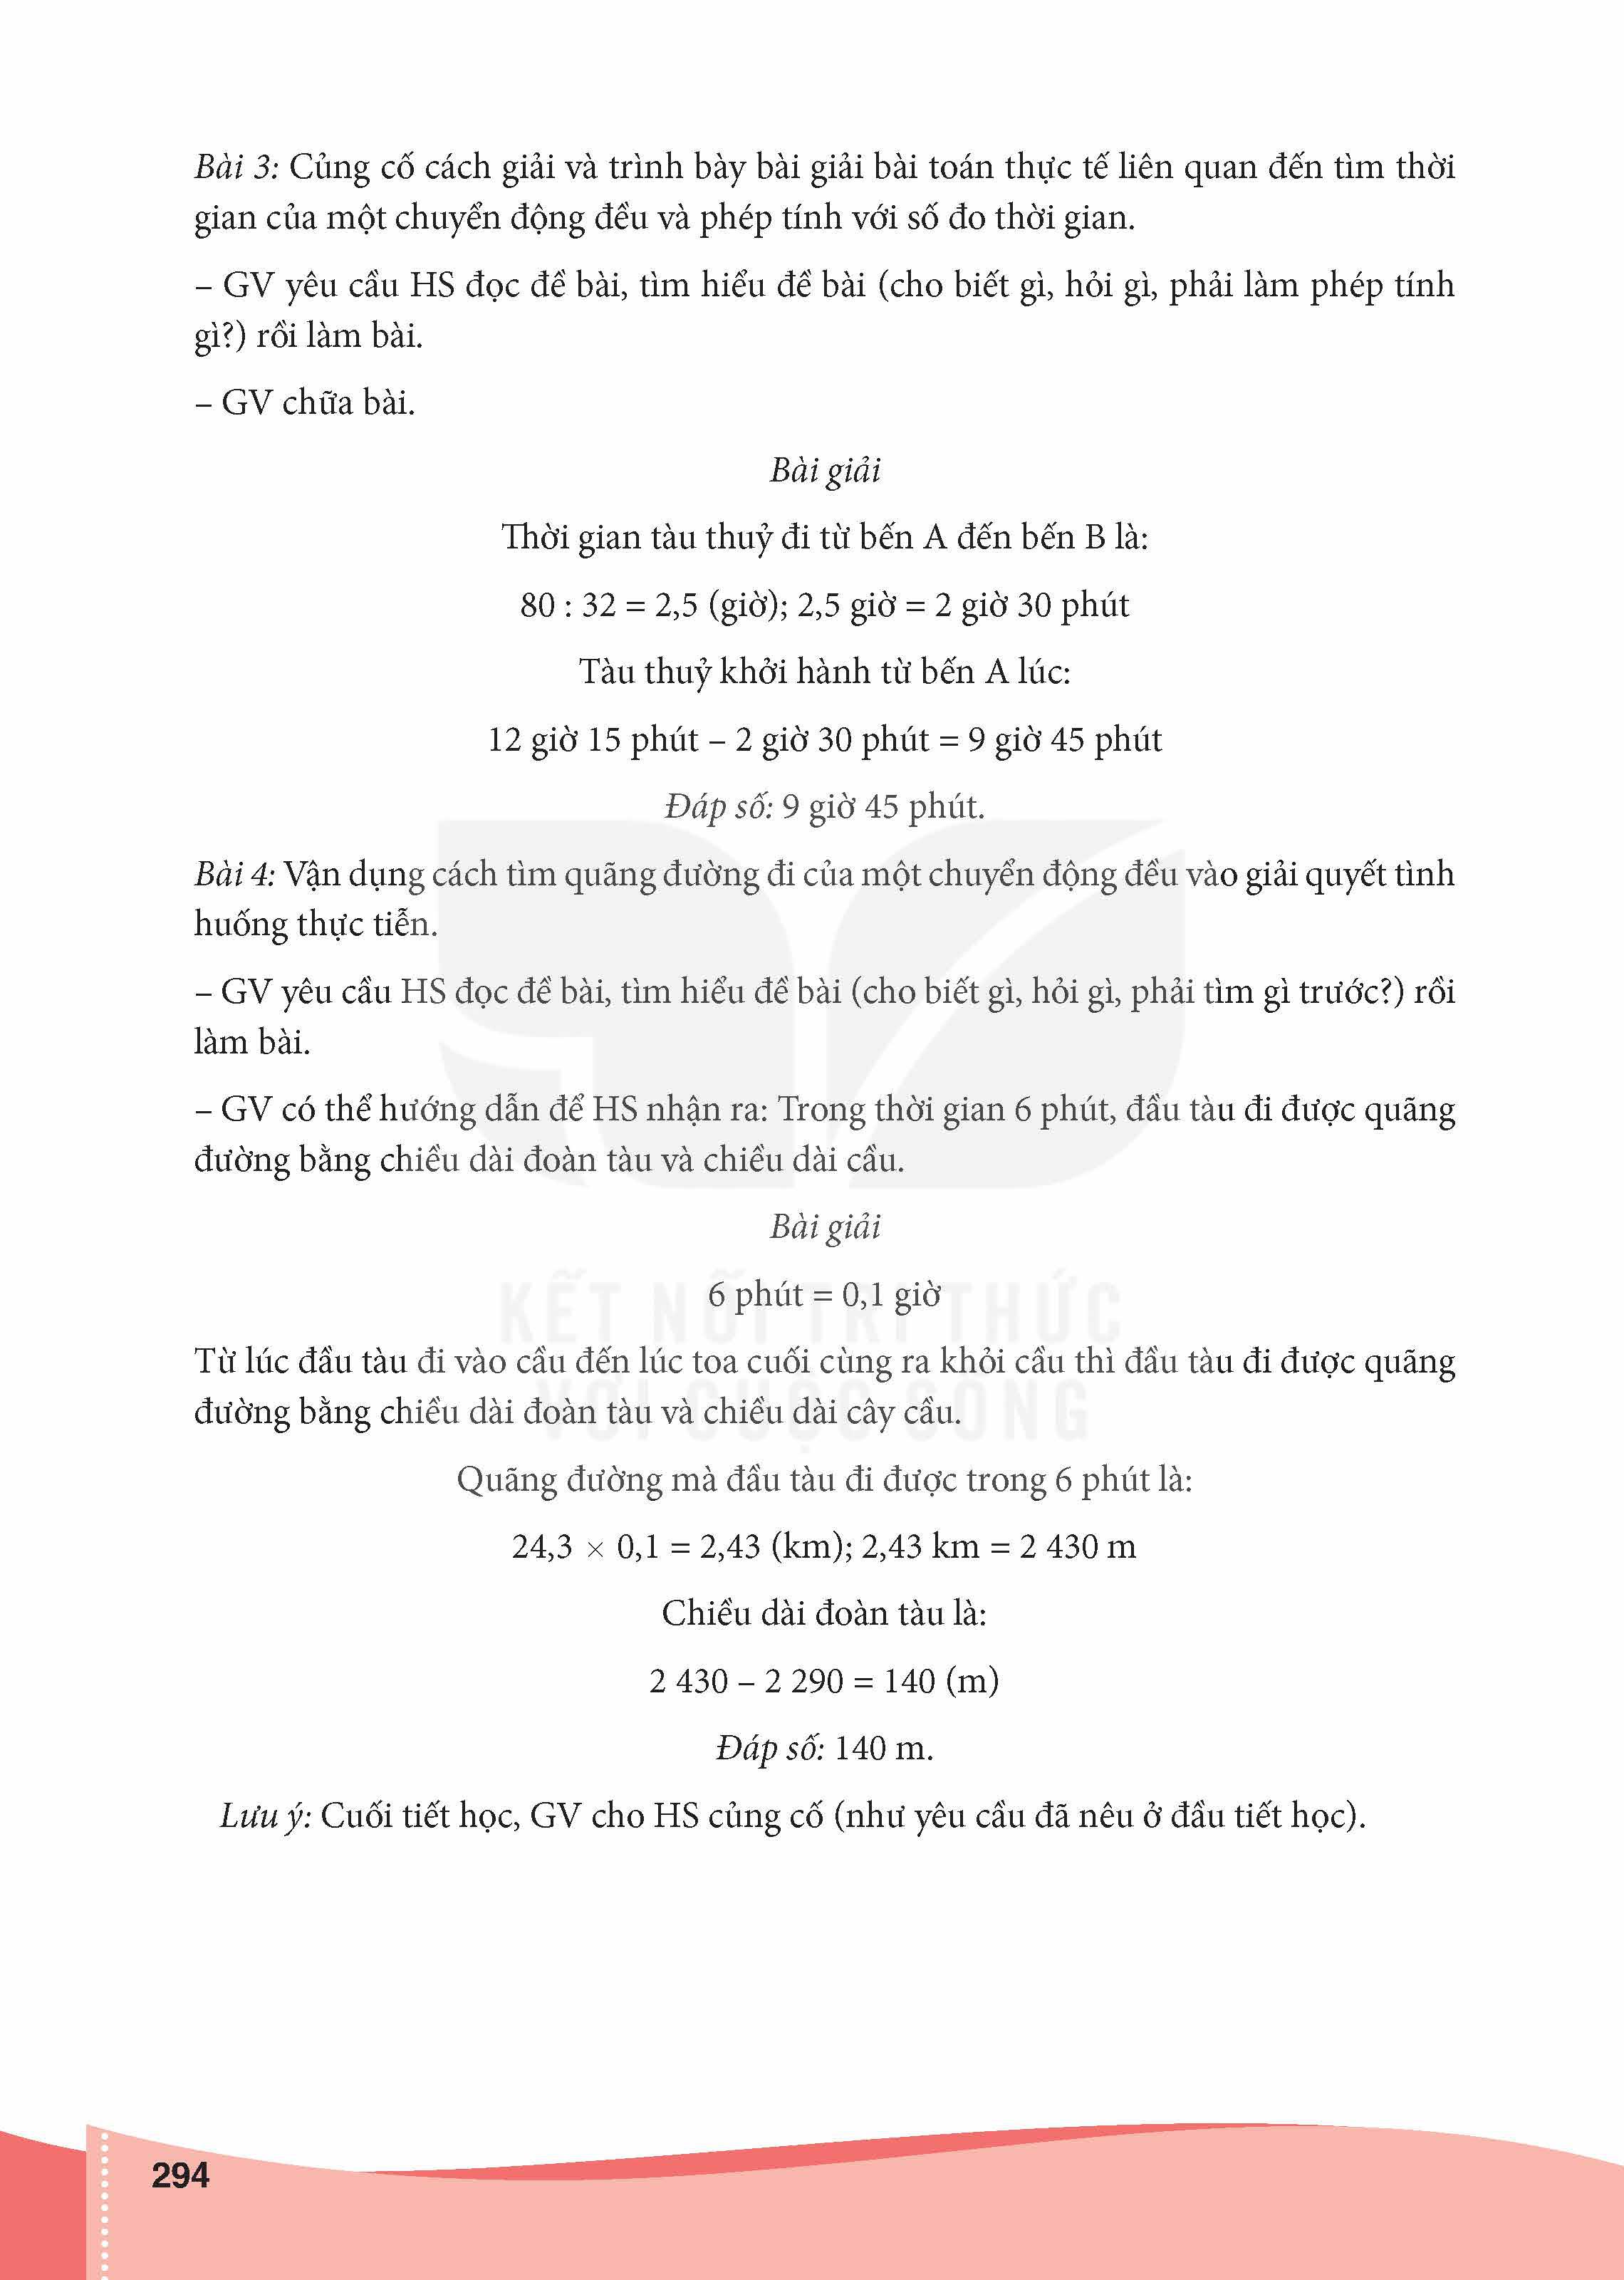 Bài 3: Củng cố cách giải và trình bày bài giải bài toán thực tế liên quan đến tìm thời
gian của một chuyển động đều và phép tính với số đo thời gian.
– GV yêu cầu HS đọc đề bài, tìm hiểu đề bài (cho biết gì, hỏi gì, phải làm phép tính
gì?) rồi làm bài.
– GV chữa bài.
Bài giải
Thời gian tàu thuỷ đi từ bến A đến bến B là:
80 : 32 = 2,5 (giờ); 2,5 giờ = 2 giờ 30 phút
Tàu thuỷ khởi hành từ bến A lúc:
12 giờ 15 phút – 2 giờ 30 phút = 9 giờ 45 phút
Đáp số: 9 giờ 45 phút.
Bài 4: Vận dụng cách tìm quãng đường đi của một chuyển động đều vào giải quyết tình
huống thực tiễn.
– GV yêu cầu HS đọc đề bài, tìm hiểu đề bài (cho biết gì, hỏi gì, phải tìm gì trước?) rồi
làm bài.
– GV có thể hướng dẫn để HS nhận ra: Trong thời gian 6 phút, đầu tàu đi được quãng
đường bằng chiều dài đoàn tàu và chiều dài cầu.
Bài giải
KẾT NỐI TRI THỨC
6 phút = 0,1 giờ
Từ lúc đầu tàu đi vào cầu đến lúc toa cuối cùng ra khỏi cầu thì đầu tàu đi được quãng
VỚI CUỘC SỐNG
đường bằng chiều dài đoàn tàu và chiều dài cây cầu.
Quãng đường mà đầu tàu đi được trong 6 phút là:
24,3 × 0,1 = 2,43 (km); 2,43 km = 2 430 m
Chiều dài đoàn tàu là:
2 430 – 2 290 = 140 (m)
Đáp số: 140 m.
Lưu ý: Cuối tiết học, GV cho HS củng cố (như yêu cầu đã nêu ở đầu tiết học).
294